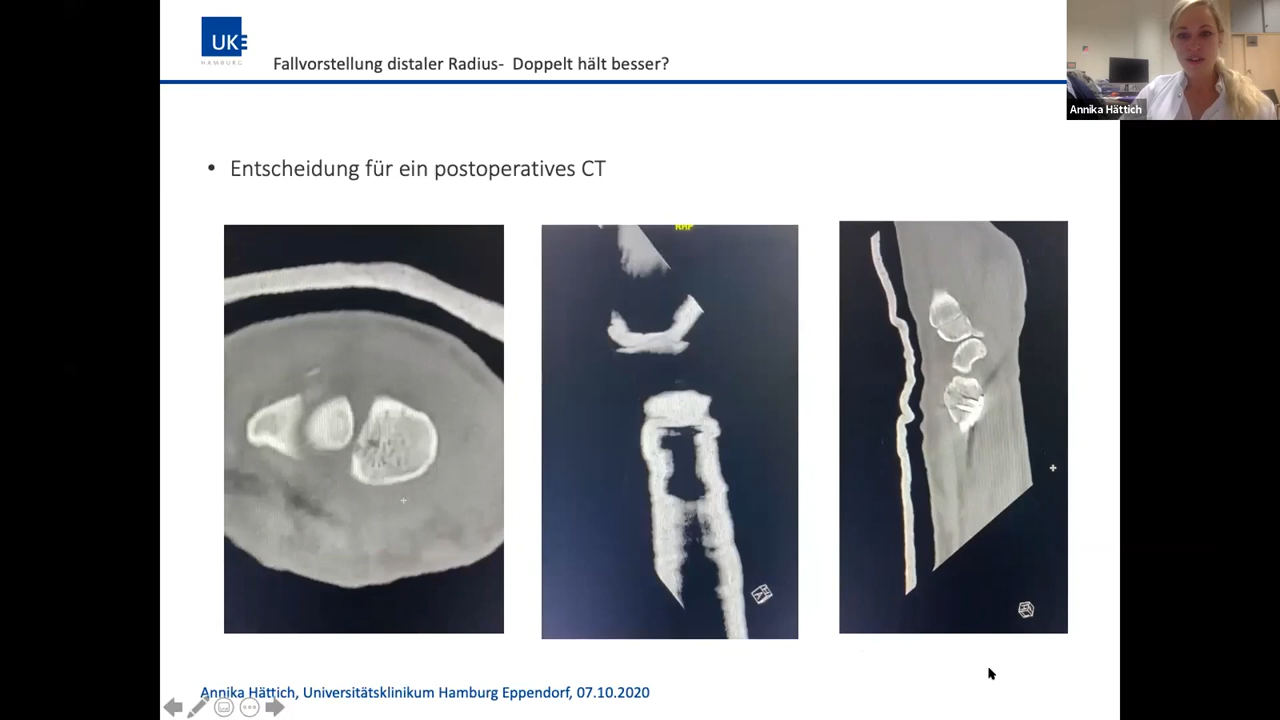 UKE
HAMBURG
Fallvorstellung distaler Radius- Doppelt hält besser?
Annika Hättich
• Entscheidung für ein postoperatives CT
Annika Hättich, Universitätsklinikum Hamburg Eppendorf, 07.10.2020